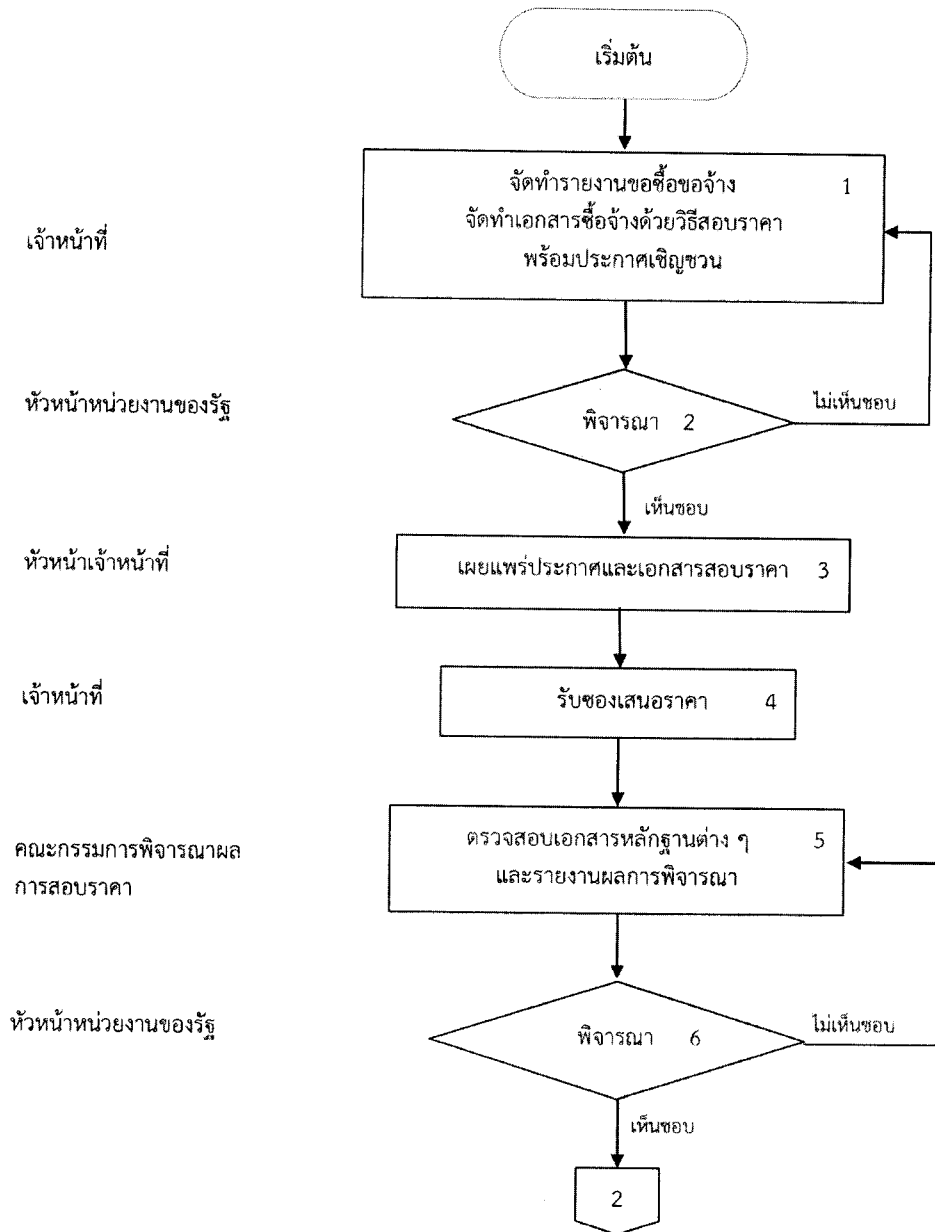 เริ่มต้น
เจ้าหน้าที่
จัดทำรายงานขอซื้อขอจ้าง 1
จัดทำเอกสารซื้อจ้างด้วยวิธีสอบราคา
พร้อมประกาศเชิญชวน
หัวหน้าหน่วยงานของรัฐ
พิจารณา 2
ไม่เห็นชอบ
เห็นชอบ
หัวหน้าเจ้าหน้าที่
เผยแพร่ประกาศและเอกสารสอบราคา 3
เจ้าหน้าที่
รับซองเสนอราคา 4
คณะกรรมการพิจารณาผล
การสอบราคา
ตรวจสอบเอกสารหลักฐานต่าง ๆ 5
และรายงานผลการพิจารณา
หัวหน้าหน่วยงานของรัฐ
พิจารณา 6
ไม่เห็นชอบ
เห็นชอบ
2